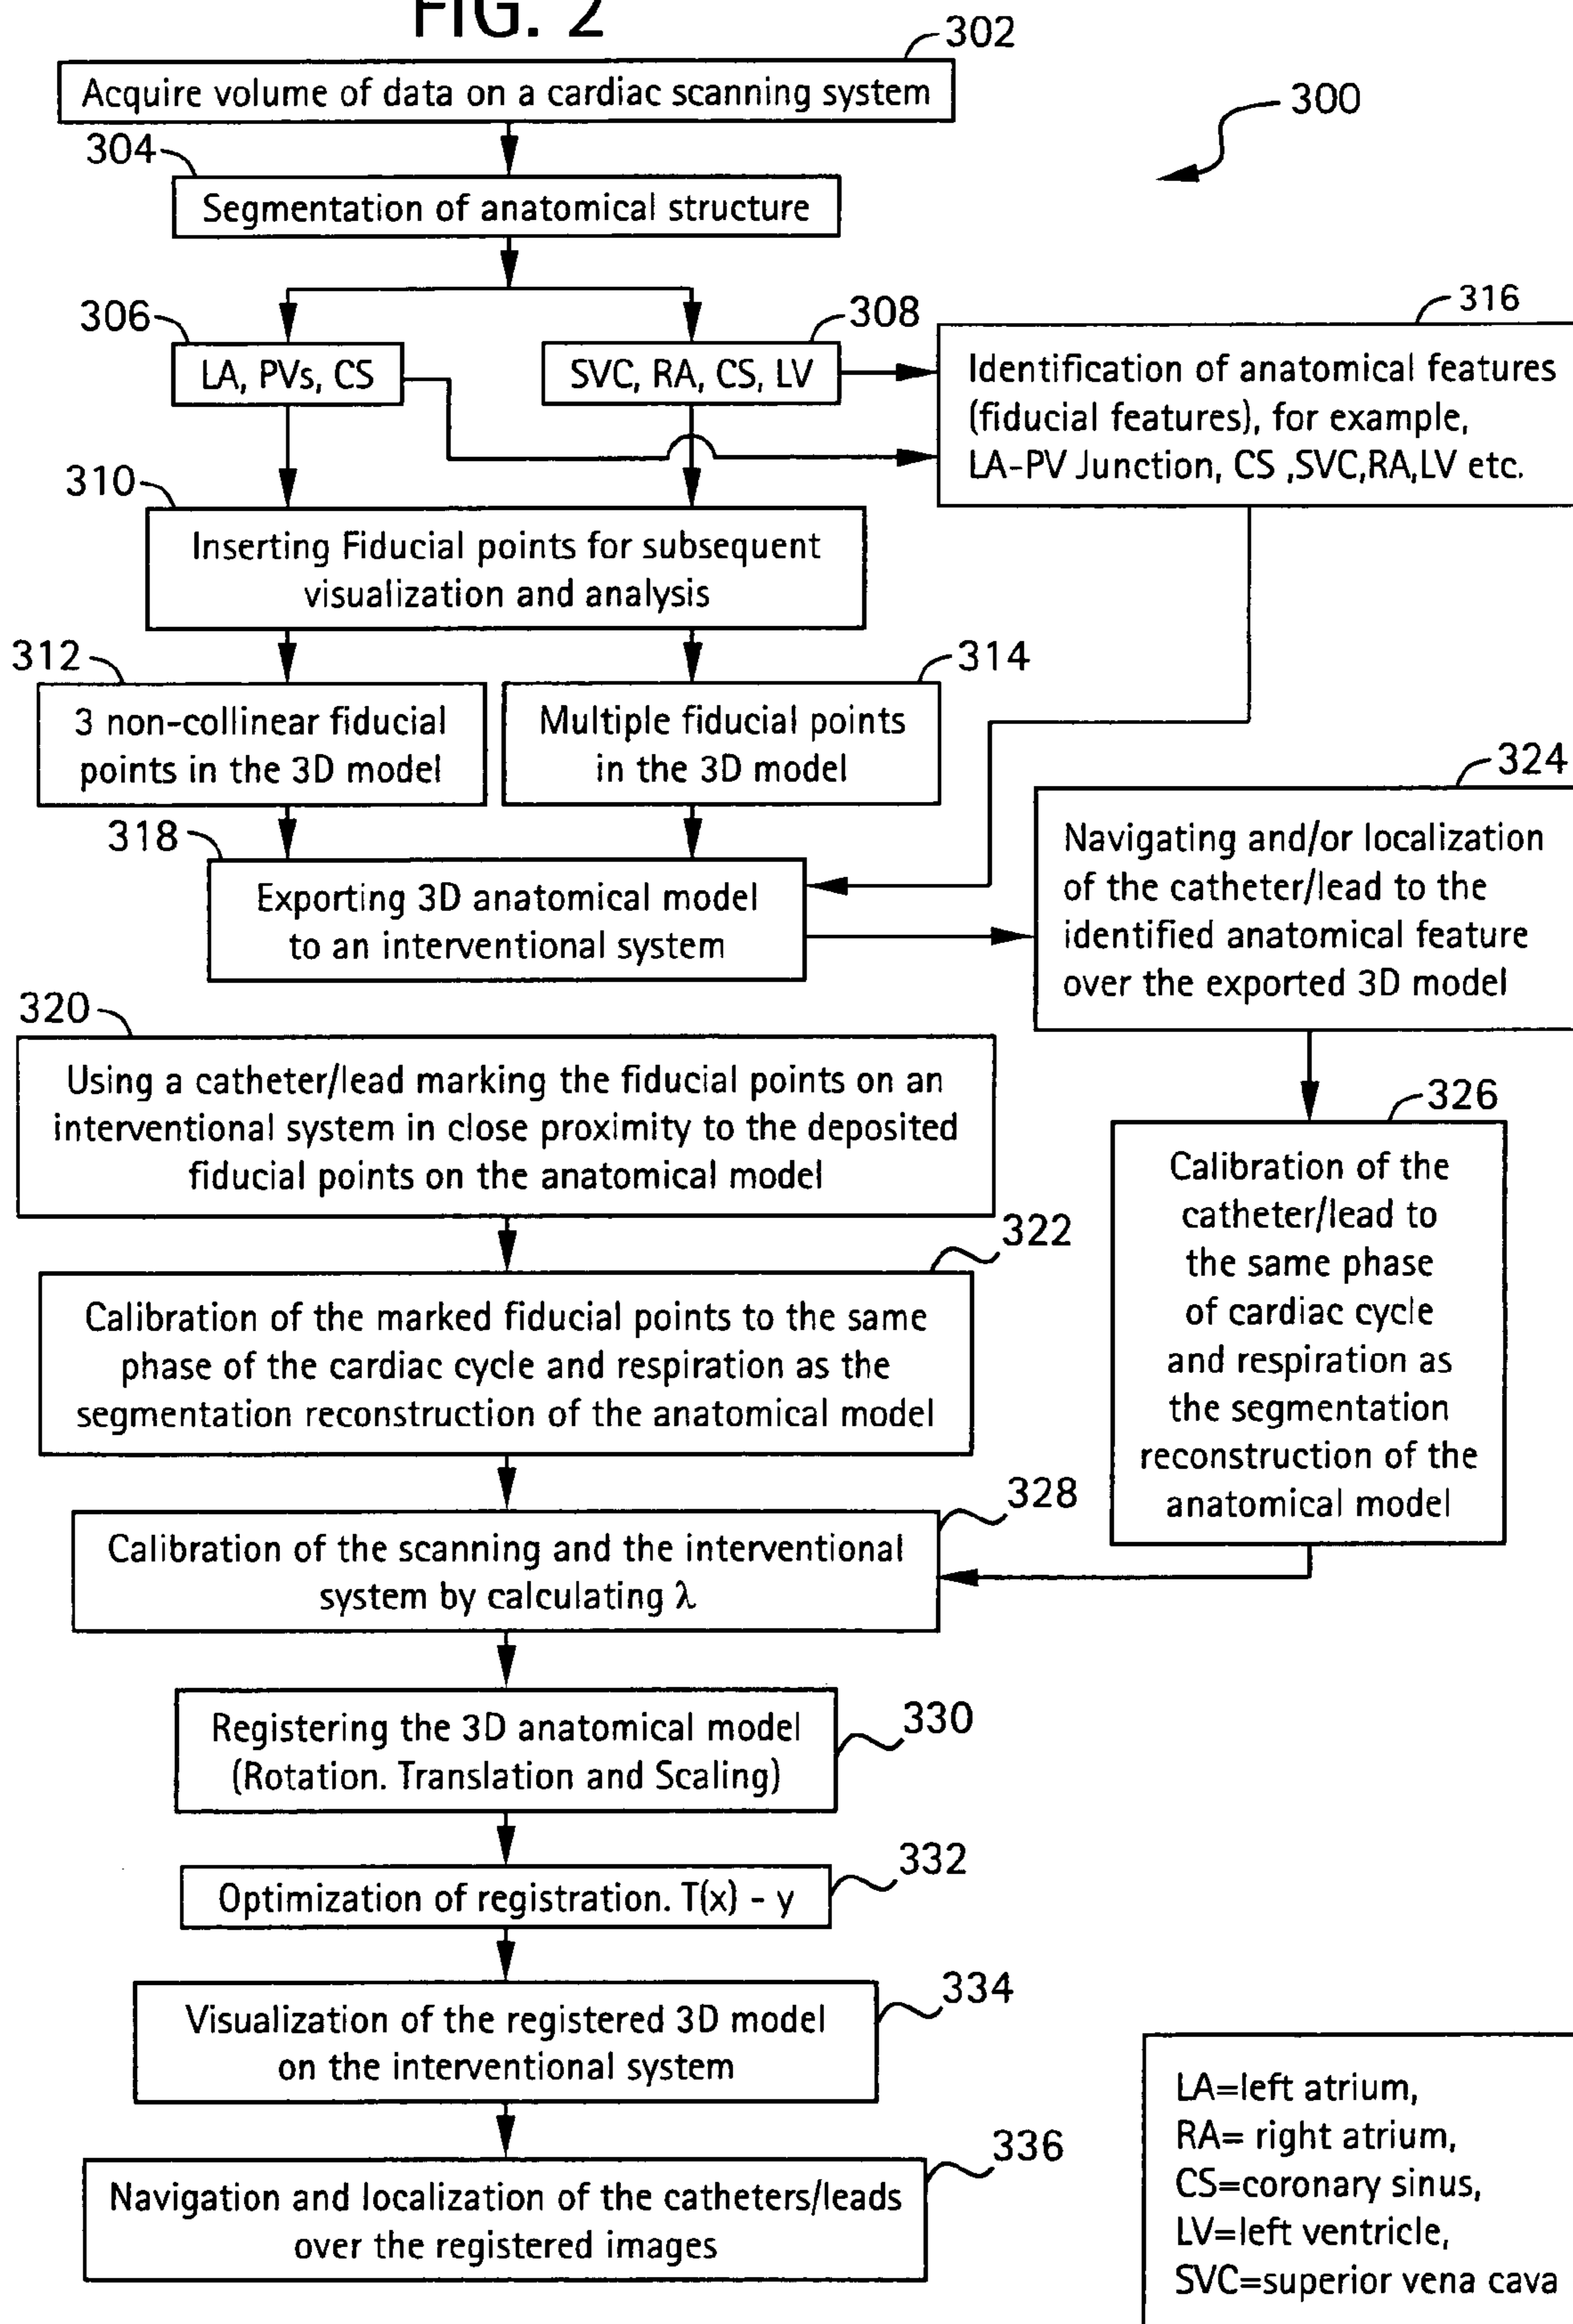 FIG. 2
302
Acquire volume of data on a cardiac scanning system
300
304
Segmentation of anatomical structure
306
LA, PVs, CS
308
SVC, RA, CS, LV
316
Identification of anatomical features
(fiducial features), for example,
LA-PV Junction, CS ,SVC,RA,LV etc.
310
Inserting Fiducial points for subsequent
visualization and analysis
312
3 non-collinear fiducial
points in the 3D model
314
Multiple fiducial points
in the 3D model
318
Exporting 3D anatomical model
to an interventional system
324
Navigating and/or localization
of the catheter/lead to the
identified anatomical feature
over the exported 3D model
320
Using a catheter/lead marking the fiducial points on an
interventional system in close proximity to the deposited
fiducial points on the anatomical model
322
Calibration of the marked fiducial points to the same
phase of the cardiac cycle and respiration as the
segmentation reconstruction of the anatomical model
326
Calibration of the
catheter/lead to
the same phase
of cardiac cycle
and respiration as
the segmentation
reconstruction of the
anatomical model
328
Calibration of the scanning and the interventional
system by calculating λ
330
Registering the 3D anatomical model
(Rotation. Translation and Scaling)
332
Optimization of registration. T(x) - y
334
Visualization of the registered 3D model
on the interventional system
336
Navigation and localization of the catheters/leads
over the registered images
LA=left atrium,
RA= right atrium,
CS=coronary sinus,
LV=left ventricle,
SVC=superior vena cava